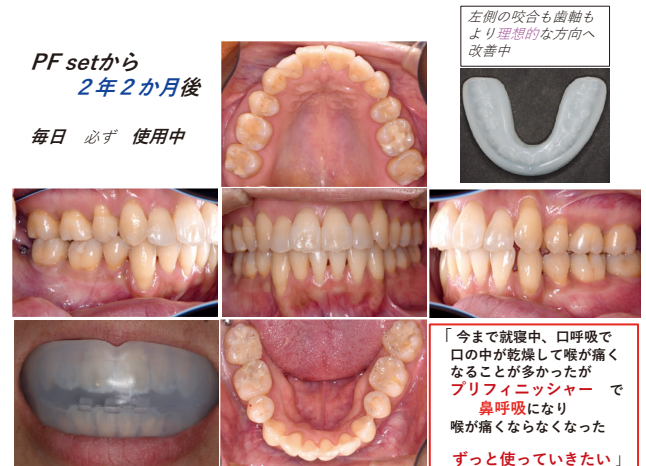 PF setから
２年２か月後
毎日　必ず　使用中
左側の咬合も歯軸も
より理想的な方向へ
改善中
「今まで就寝中、口呼吸で
口の中が乾燥して喉が痛く
なることが多かったが
プリフィニッシャー　で
鼻呼吸になり
喉が痛くならなくなった
ずっと使っていきたい」